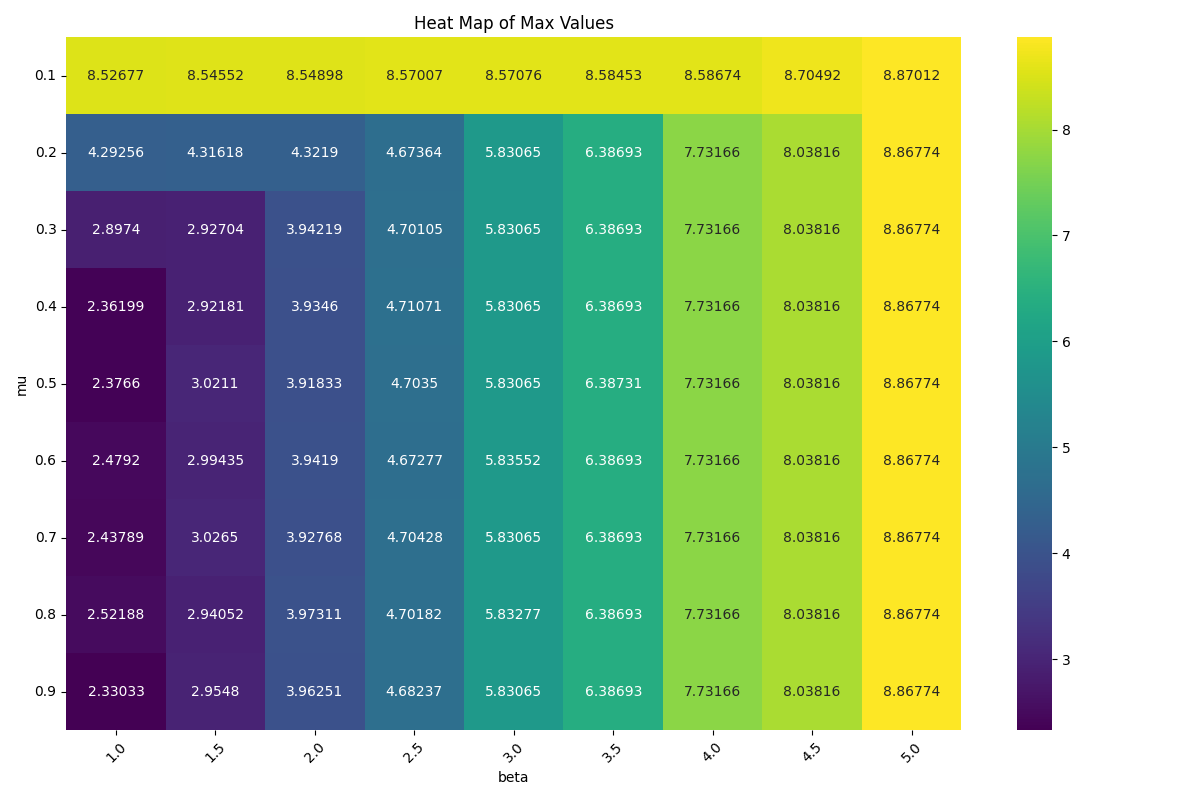 Heat Map of Max Values
0.1 8.52677 8.54552 8.54898 8.57007 8.57076 8.58453 8.58674 8.70492 8.87012
8
0.2 4.29256 4.31618 4.3219 4.67364 5.83065 6.38693 7.73166 8.03816 8.86774
0.3 2.8974 2.92704 3.94219 4.70105 5.83065 6.38693 7.73166 8.03816 8.86774
7
0.4 2.36199 2.92181 3.9346 4.71071 5.83065 6.38693 7.73166 8.03816 8.86774
6
mu
0.5 2.3766 3.0211 3.91833 4.7035 5.83065 6.38731 7.73166 8.03816 8.86774
5
0.6 2.4792 2.99435 3.9419 4.67277 5.83552 6.38693 7.73166 8.03816 8.86774
0.7 2.43789 3.0265 3.92768 4.70428 5.83065 6.38693 7.73166 8.03816 8.86774
4
0.8 2.52188 2.94052 3.97311 4.70182 5.83277 6.38693 7.73166 8.03816 8.86774
3
0.9 2.33033 2.9548 3.96251 4.68237 5.83065 6.38693 7.73166 8.03816 8.86774
1.0 1.5 2.0 2.5 3.0 3.5 4.0 4.5 5.0
beta